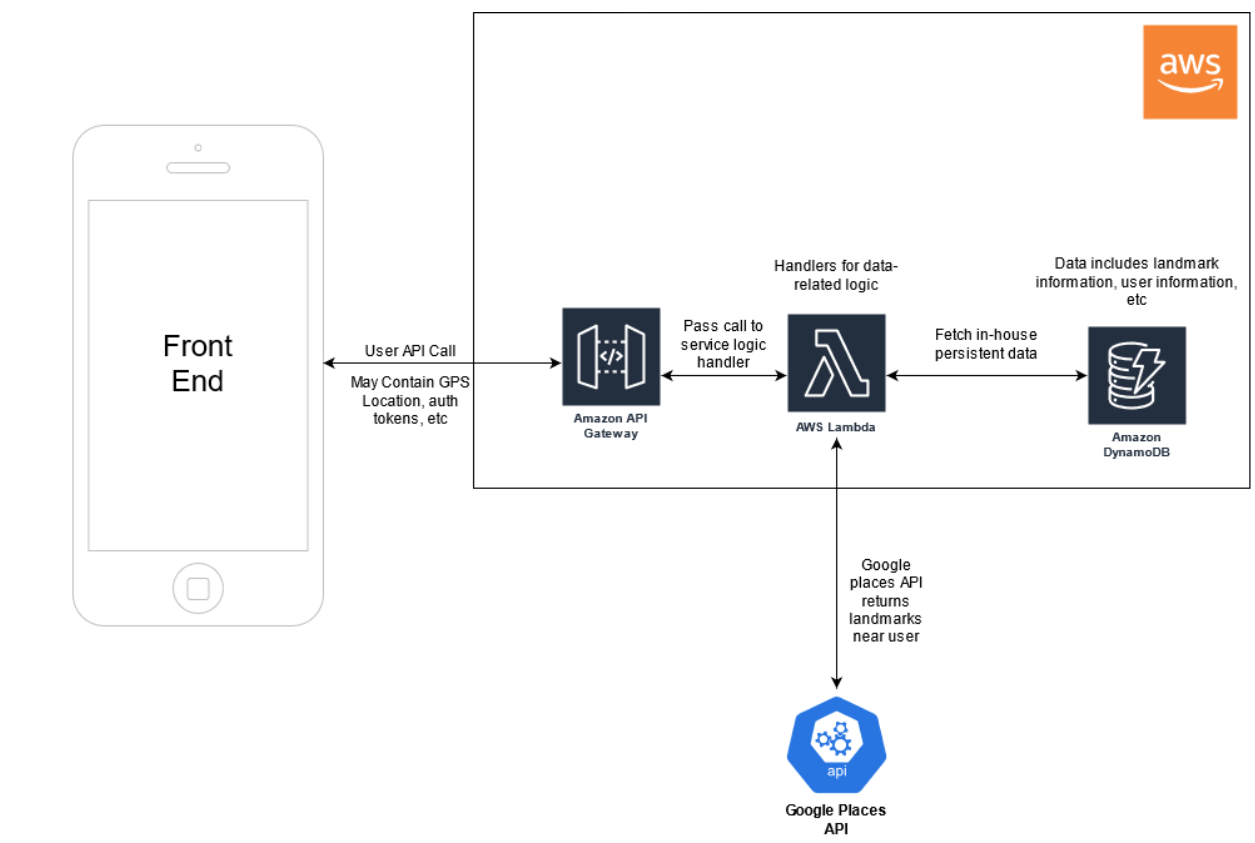 aws
Front
End
User API Call
May Contain GPS
Location, auth
tokens, etc
</>
Amazon API
Gateway
Pass call to
service logic
handler
Handlers for data-
related logic
AWS Lambda
Fetch in-house
persistent data
Data includes landmark
information, user information,
etc
Amazon
DynamoDB
Google
places API
returns
landmarks
near user
api
Google Places
API